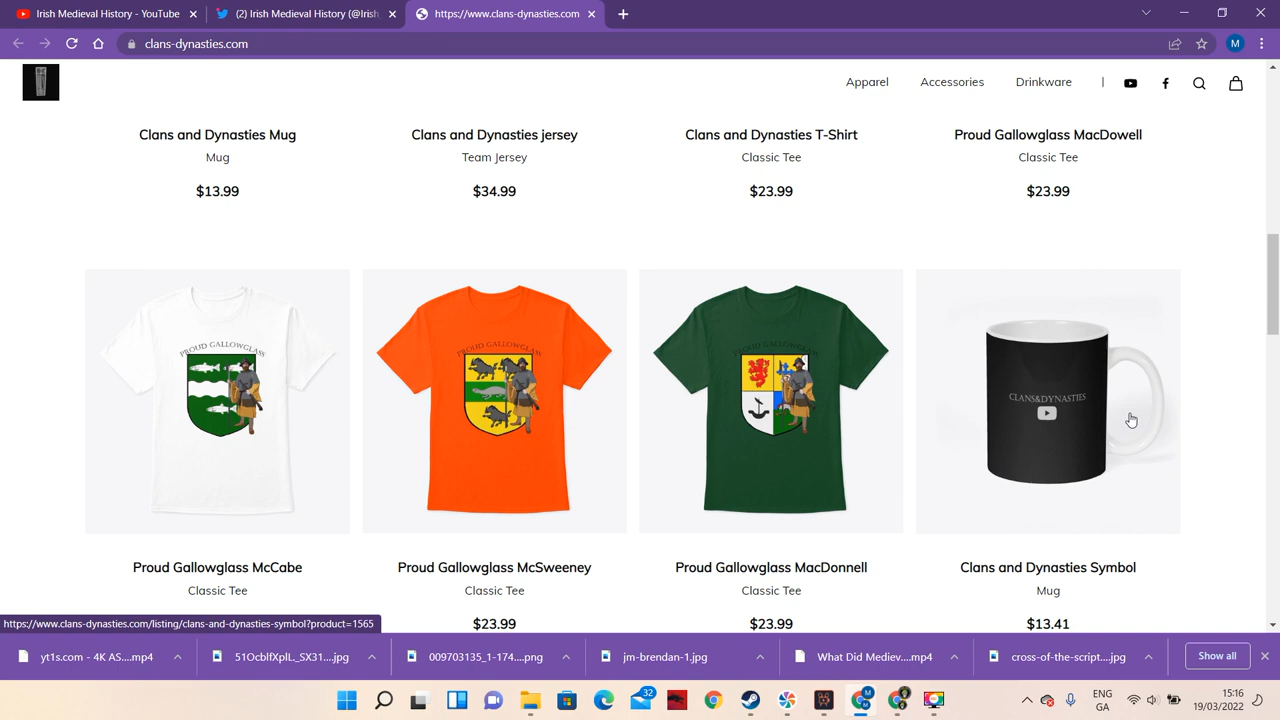 Irish Medieval History - YouTube
(2) Irish Medieval History (@Irish
https://www.clans-dynasties.com
clans-dynasties.com
M
Apparel
Accessories
Drinkware
|
Clans and Dynasties Mug
Clans and Dynasties jersey
Clans and Dynasties T-Shirt
Proud Gallowglass MacDowell
Mug
Team Jersey
Classic Tee
Classic Tee
$13.99
$34.99
$23.99
$23.99
PROUD GALLOWGLASS
PROUD GALLOWGLASS
PROUD GALLOWGLASS
CLANS&DYNASTIES
Proud Gallowglass McCabe
Proud Gallowglass McSweeney
Proud Gallowglass MacDonnell
Clans and Dynasties Symbol
Classic Tee
Classic Tee
Classic Tee
Mug
https://www.clans-dynasties.com/listing/clans-and-dynasties-symbol?product=1565
$23.99
$23.99
$13.41
yt1s.com - 4K AS....mp4
51OcblfXplL._SX31....jpg
009703135_1-174....png
jm-brendan-1.jpg
What Did Mediev....mp4
cross-of-the-script....jpg
Show all
32
M
ENG
GA
15:16
19/03/2022